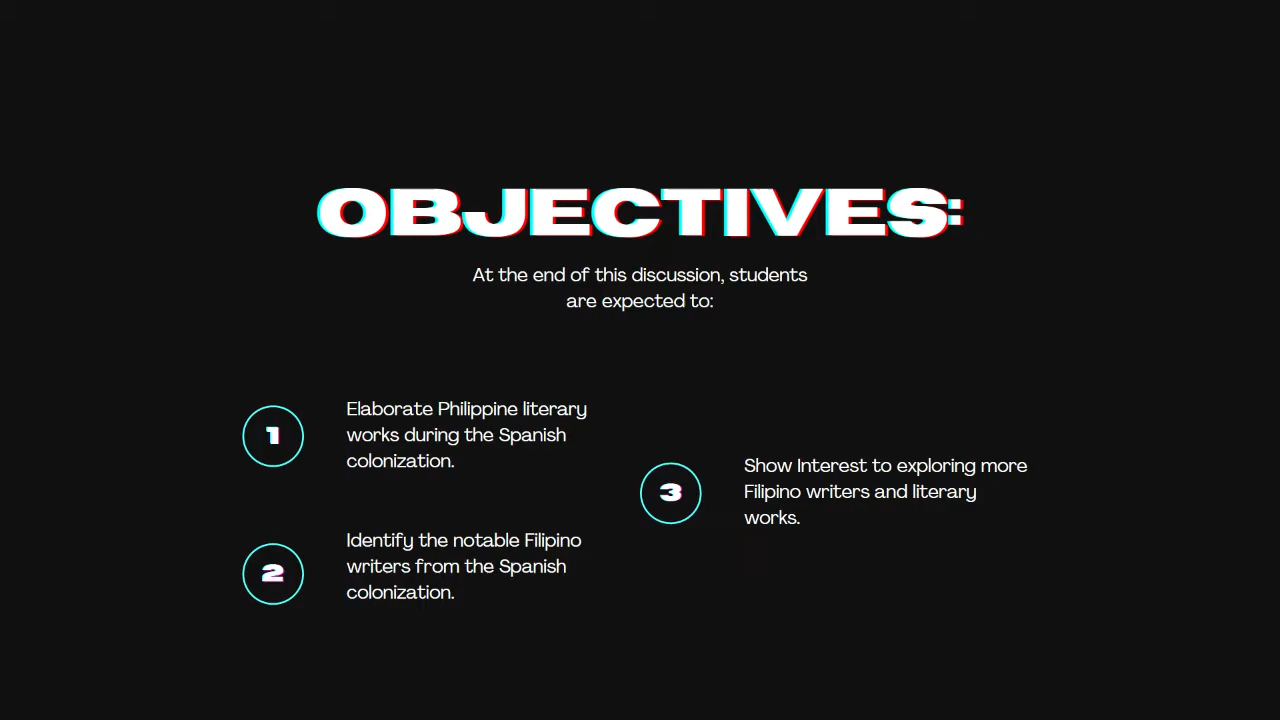 OBJECTIVES:
At the end of this discussion, students
are expected to:
1
Elaborate Philippine literary
works during the Spanish
colonization.
2
Identify the notable Filipino
writers from the Spanish
colonization.
3
Show Interest to exploring more
Filipino writers and literary
works.